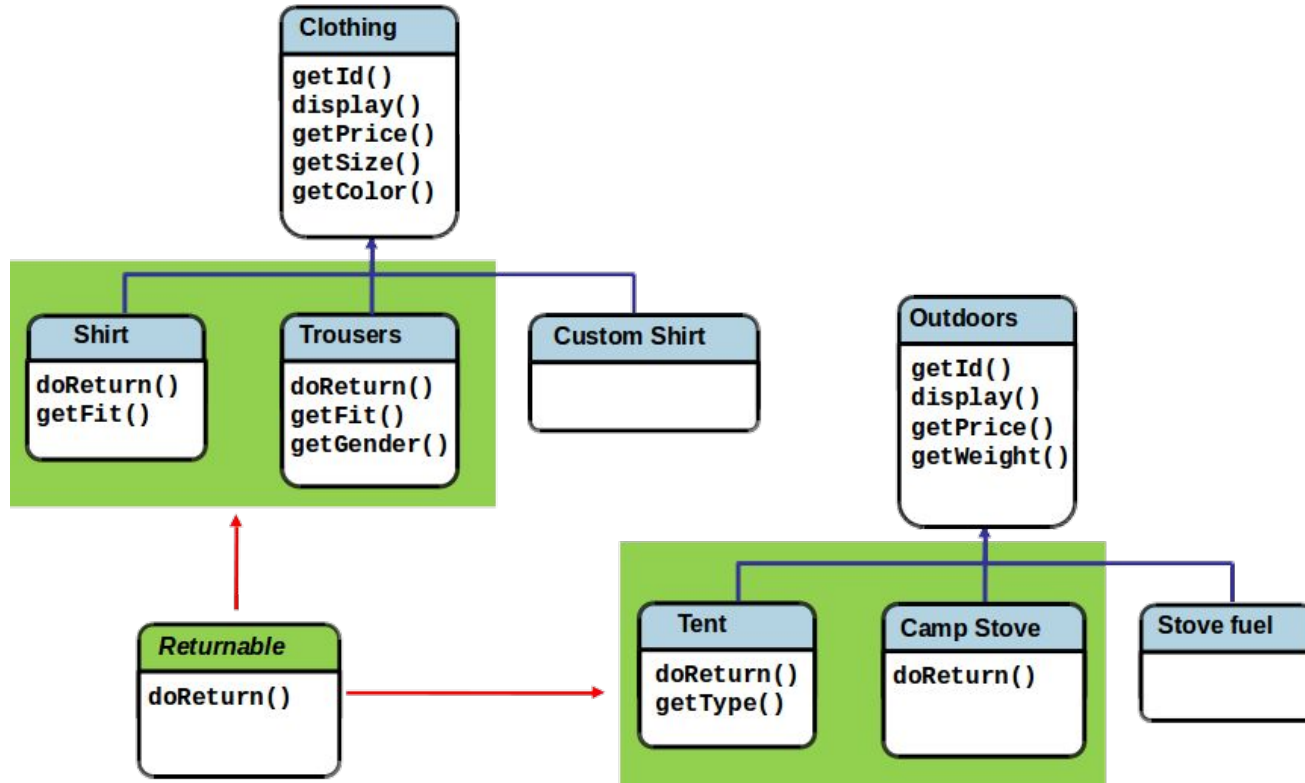 Clothing
getId()
display()
getPrice()
getSize()
getColor()
Shirt
doReturn()
getFit()
Trousers
doReturn()
getFit()
getGender()
Custom Shirt
Outdoors
getId()
display()
getPrice()
getWeight()
Returnable
doReturn()
Tent
doReturn()
getType()
Camp Stove
doReturn()
Stove fuel